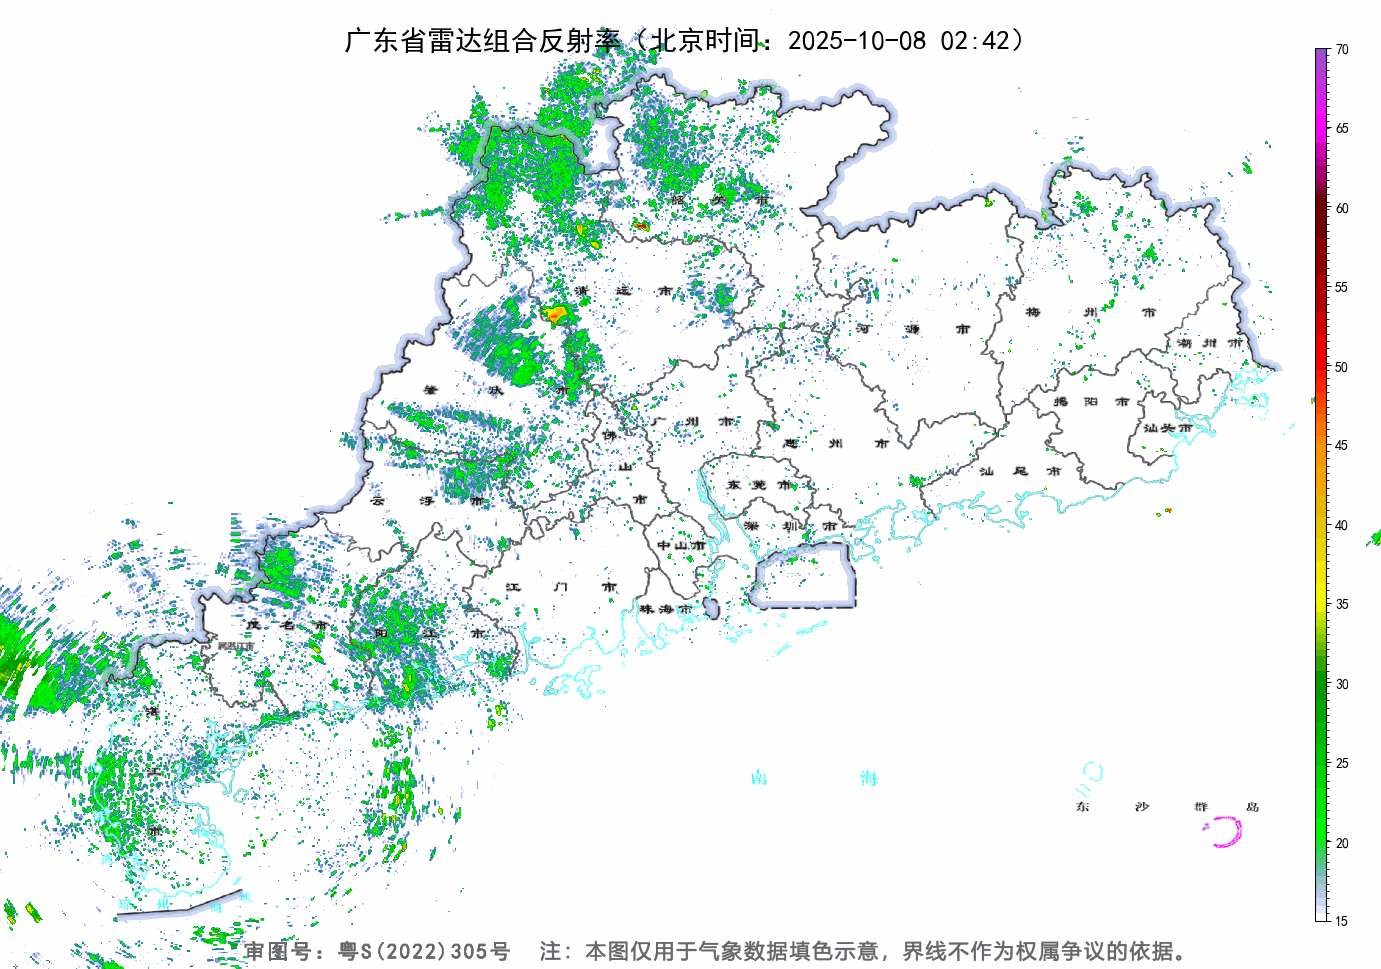 广东省雷达组合反射率（北京时间：2025-10-08 02:42）
70
65
60
55
50
45
40
35
30
25
20
15
韶 关 市
清 远 市
梅 州 市
河 源 市
潮 州 市
肇 庆 市
揭 阳 市
广 州 市
汕头市
佛 山 市
惠 州 市
汕 尾 市
东 莞 市
云 浮 市
深 圳 市
中山市
江 门 市
珠海市
茂 名 市
阳 江 市
湛 江 市
南 海
东 沙 群 岛
琼 州 海 峡
审图号：粤S(2022)305号 注：本图仅用于气象数据填色示意，界线不作为权属争议的依据。